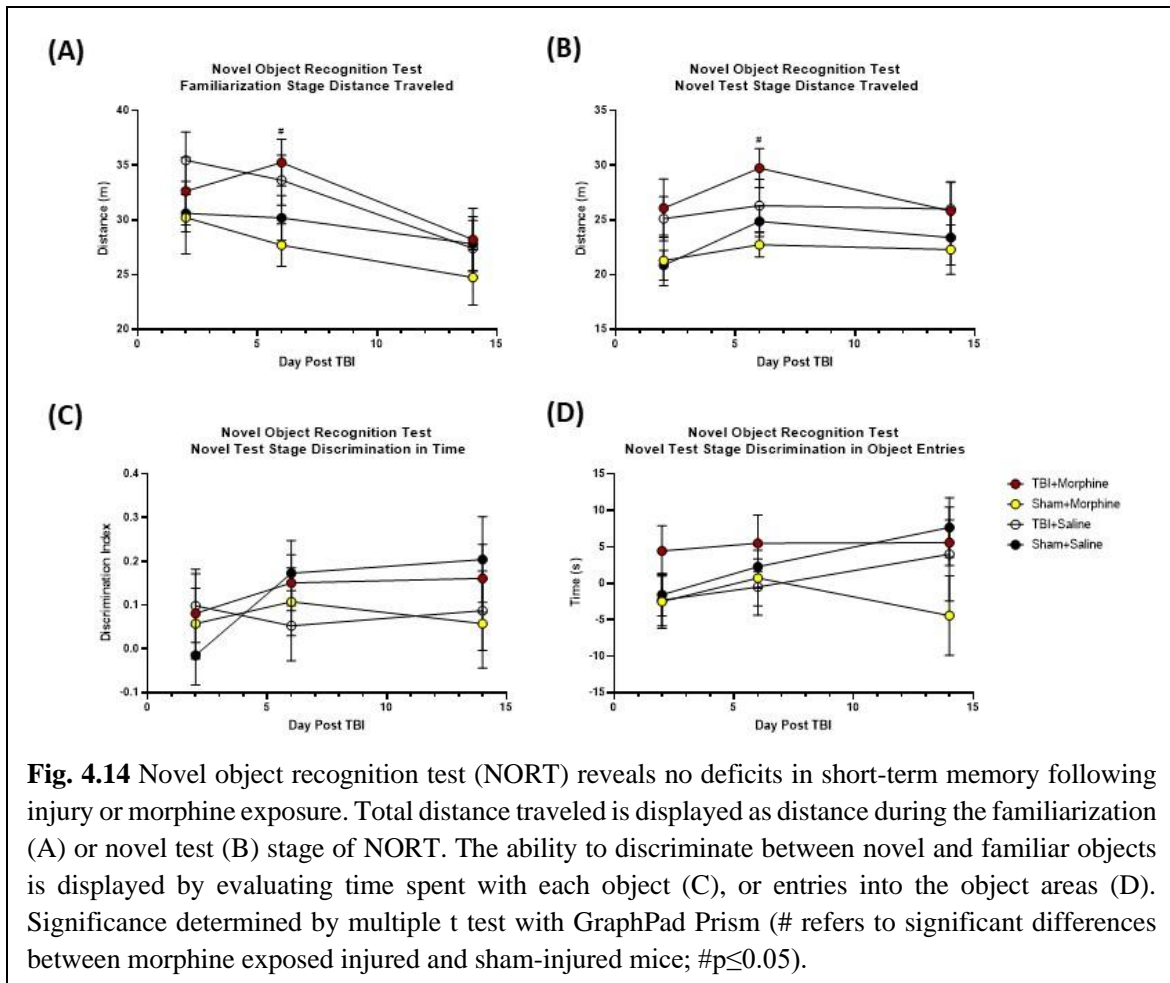 (A)
Novel Object Recognition Test
Familiarization Stage Distance Traveled
#
40
35
30
25
20
Distance (m)
0
5
10
15
Day Post TBI
(B)
Novel Object Recognition Test
Novel Test Stage Distance Traveled
#
35
30
25
20
15
Distance (m)
0
5
10
15
Day Post TBI
(C)
Novel Object Recognition Test
Novel Test Stage Discrimination in Time
0.4
0.3
0.2
0.1
0.0
-0.1
Discrimination Index
0
5
10
15
Day Post TBI
(D)
Novel Object Recognition Test
Novel Test Stage Discrimination in Object Entries
15
10
5
0
-5
-10
-15
Time (s)
0
5
10
15
Day Post TBI
TBI+Morphine
Sham+Morphine
TBI+Saline
Sham+Saline
Fig. 4.14 Novel object recognition test (NORT) reveals no deficits in short-term memory following
injury or morphine exposure. Total distance traveled is displayed as distance during the familiarization
(A) or novel test (B) stage of NORT. The ability to discriminate between novel and familiar objects
is displayed by evaluating time spent with each object (C), or entries into the object areas (D).
Significance determined by multiple t test with GraphPad Prism (# refers to significant differences
between morphine exposed injured and sham-injured mice; #p≤0.05).